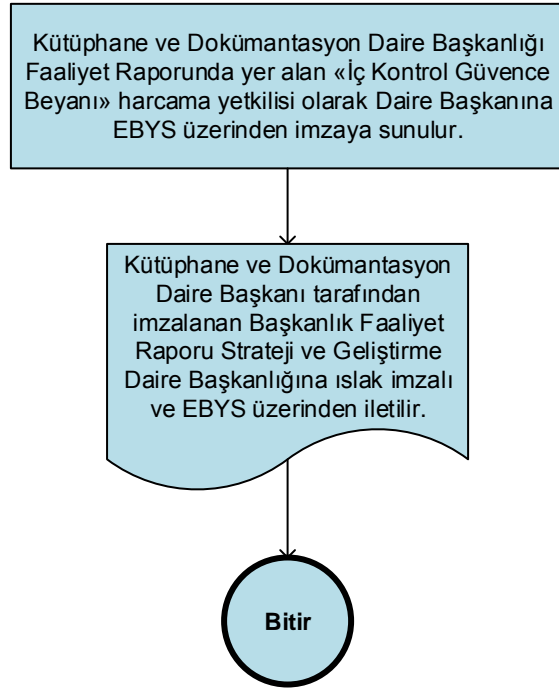 Kütüphane ve Dokümantasyon Daire Başkanlığı
Faaliyet Raporunda yer alan «İç Kontrol Güvence
Beyanı» harcama yetkilisi olarak Daire Başkanına
EBYS üzerinden imzaya sunulur.
Kütüphane ve Dokümantasyon
Daire Başkanı tarafından
imzalanan Başkanlık Faaliyet
Raporu Strateji ve Geliştirme
Daire Başkanlığına ıslak imzalı
ve EBYS üzerinden iletilir.
Bitir